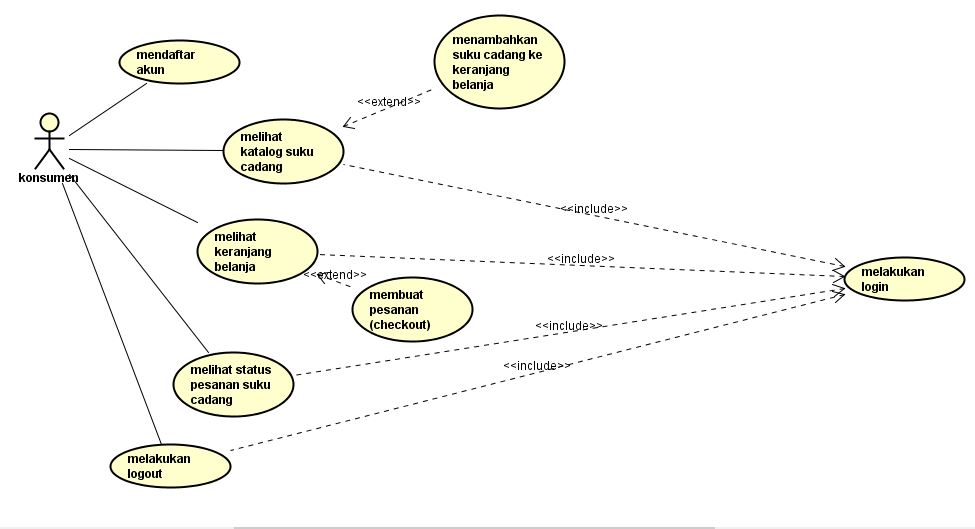 mendaftar
akun
menambahkan
suku cadang ke
keranjang
belanja
<<extend>>
konsumen
melihat
katalog suku
cadang
<<include>>
melihat
keranjang
belanja
<<include>>
<<extend>>
membuat
pesanan
(checkout)
melakukan
login
<<include>>
melihat status
pesanan suku
cadang
<<include>>
melakukan
logout